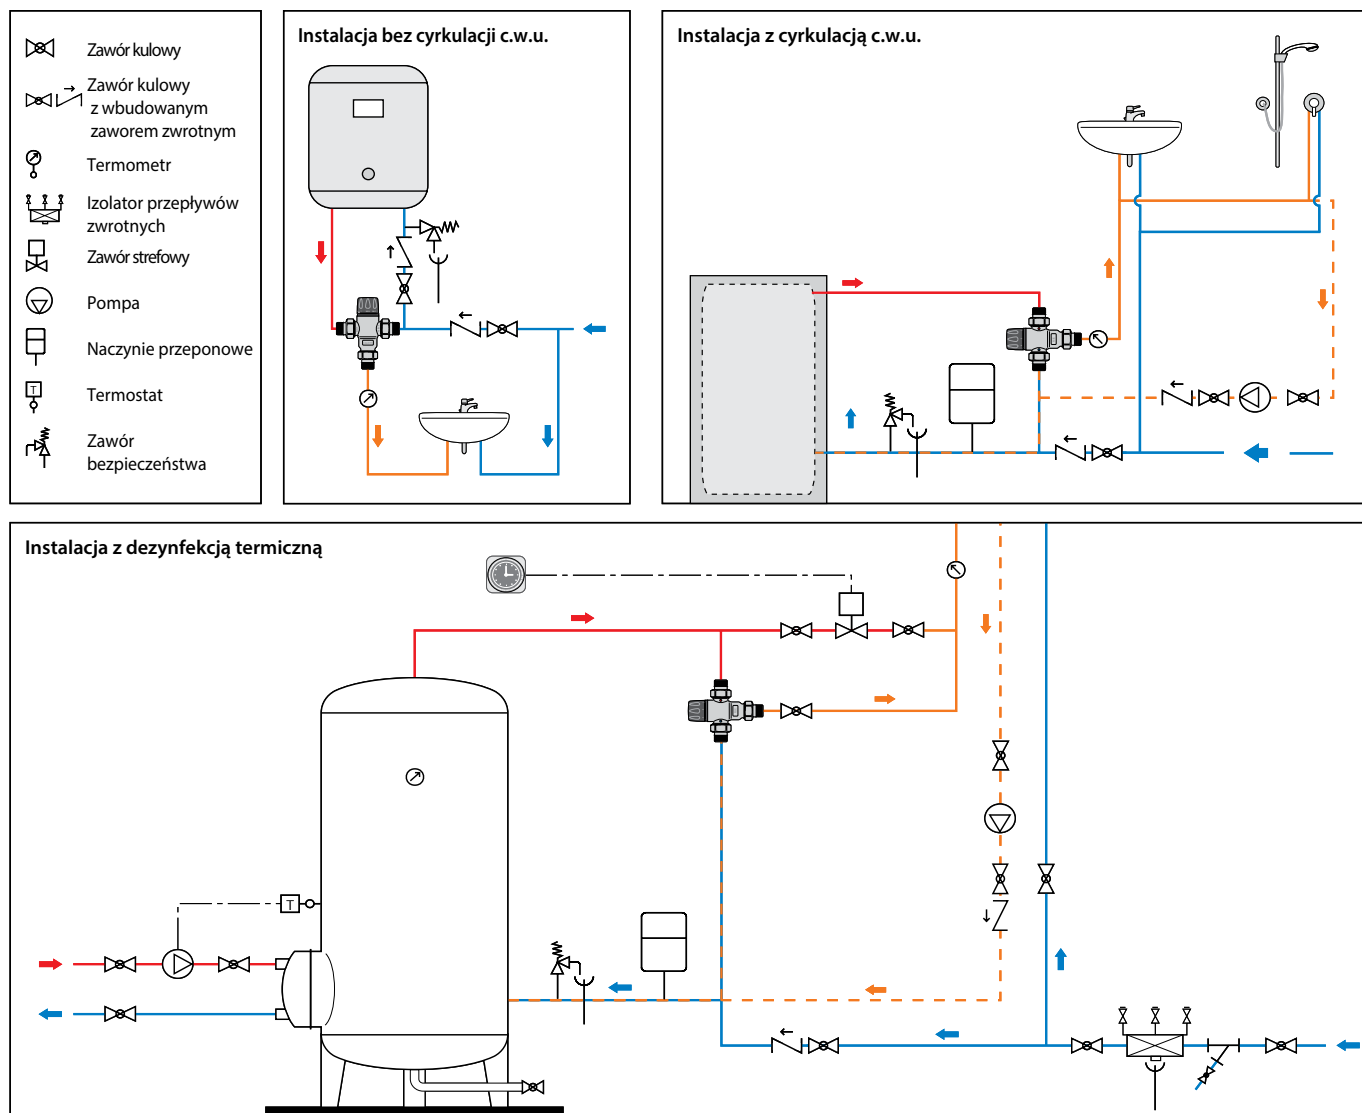 Zawór kulowy
Zawór kulowy
z wbudowanym
zaworem zwrotnym
Termometr
Izolator przepływów
zwrotnych
Zawór strefowy
Pompa
Naczynie przeponowe
T
Termostat
Zawór
bezpieczeństwa
Instalacja bez cyrkulacji c.w.u.
Instalacja z cyrkulacją c.w.u.
Instalacja z dezynfekcją termiczną
T